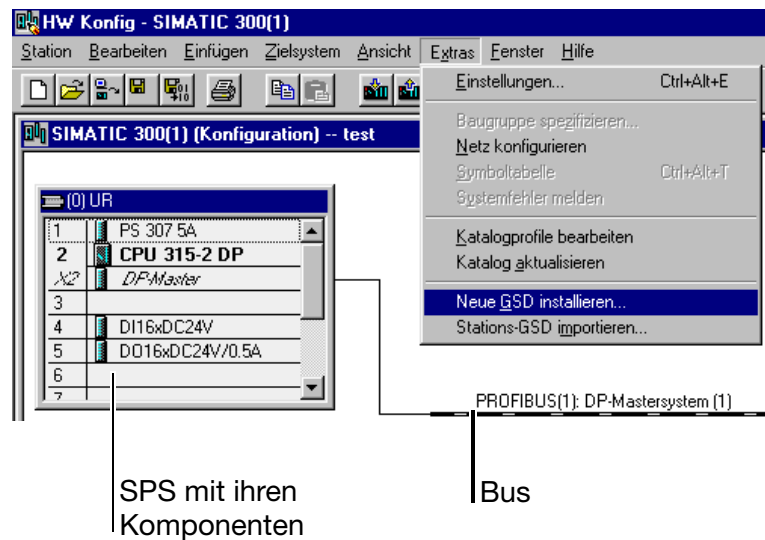 HW Konfig - SIMATIC 300(1)
Station Bearbeiten Einfügen Zielsystem Ansicht Extras Fenster Hilfe
Einstellungen... Ctrl+Alt+E
Baugruppe spezifizieren...
Netz konfigurieren
Symboltabelle Ctrl+Alt+T
Systemfehler melden
Katalogprofile bearbeiten
Katalog aktualisieren
Neue GSD installieren...
Stations-GSD importieren...
SIMATIC 300(1) (Konfiguration) -- test
(0) UR
1 PS 307 5A
2 CPU 315-2 DP
X2 DP-Master
3
4 DI16xDC24V
5 DO16xDC24V/0.5A
6
7
PROFIBUS(1): DP-Mastersystem (1)
SPS mit ihren
Komponenten
Bus